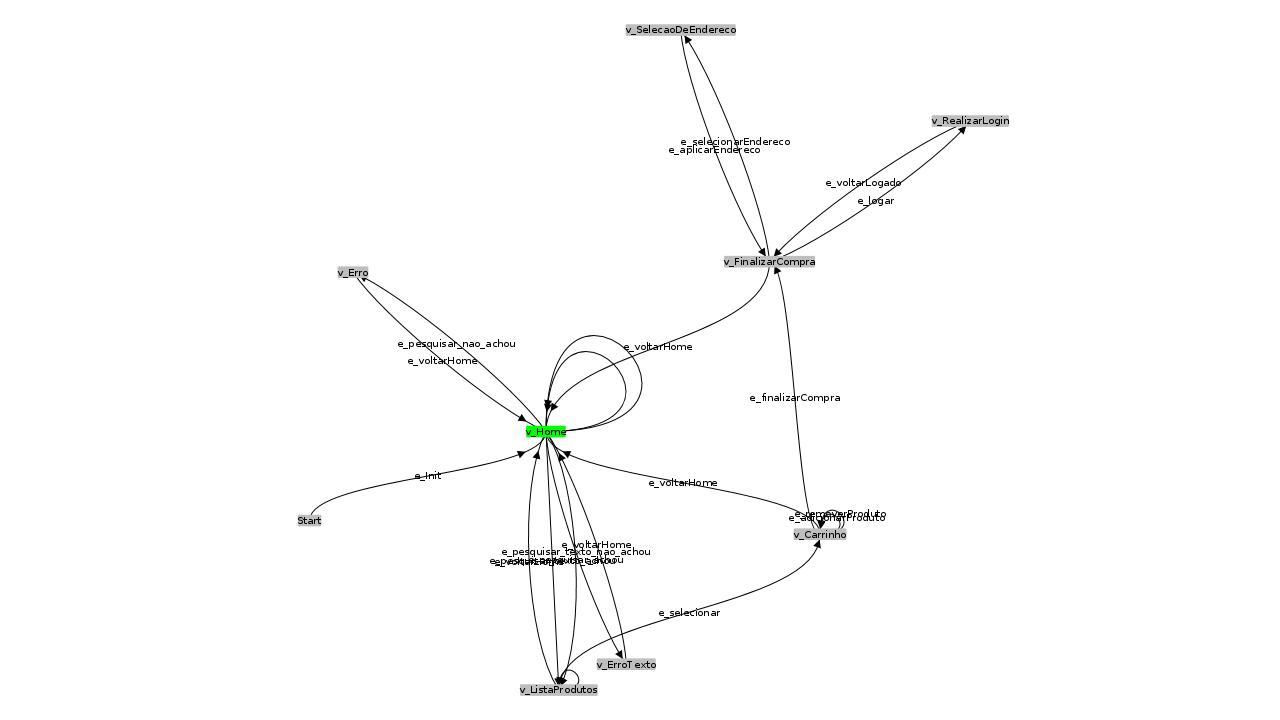 v_SelecaoDeEndereco
v_RealizarLogin
e_selecionarEndereco
e_aplicarEndereco
e_voltarLogado
e_logar
v_FinalizarCompra
v_Erro
e_pesquisar_nao_achou
e_voltarHome
e_voltarHome
e_finalizarCompra
v_Home
e_Init
e_voltarHome
Start
e_removerProduto
e_adicionarProduto
v_Carrinho
e_voltarHome
e_pesquisar_texto_nao_achou
e_selecionar
v_ErroTexto
v_ListaProdutos